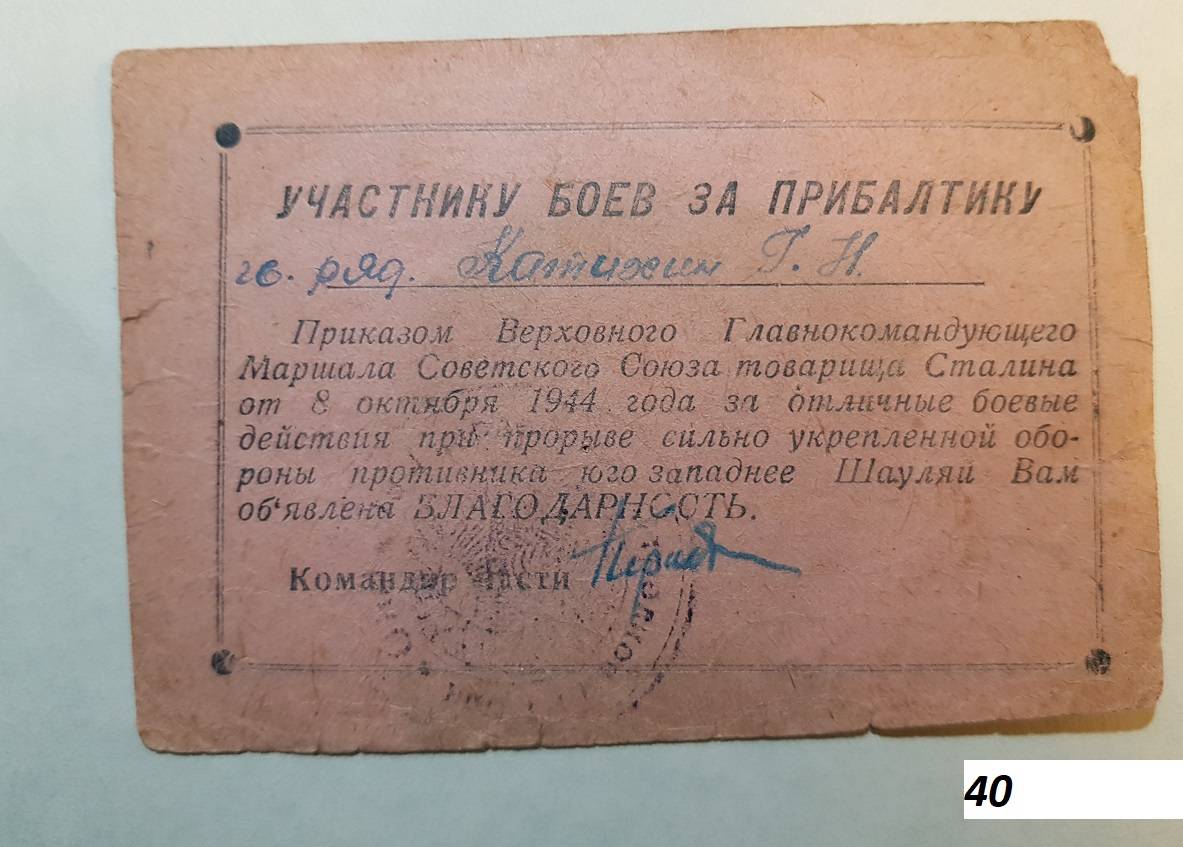 УЧАСТНИКУ БОЕВ ЗА ПРИБАЛТИКУ
гв. ряд. Катихин Г. Н.
Приказом Верховного Главнокомандующего
Маршала Советского Союза товарища Сталина
от 8 октября 1944 года за отличные боевые
действия при прорыве сильно укрепленной обо-
роны противника юго западнее Шауляй Вам
об‘явлена БЛАГОДАРНОСТЬ.
Командир части
40